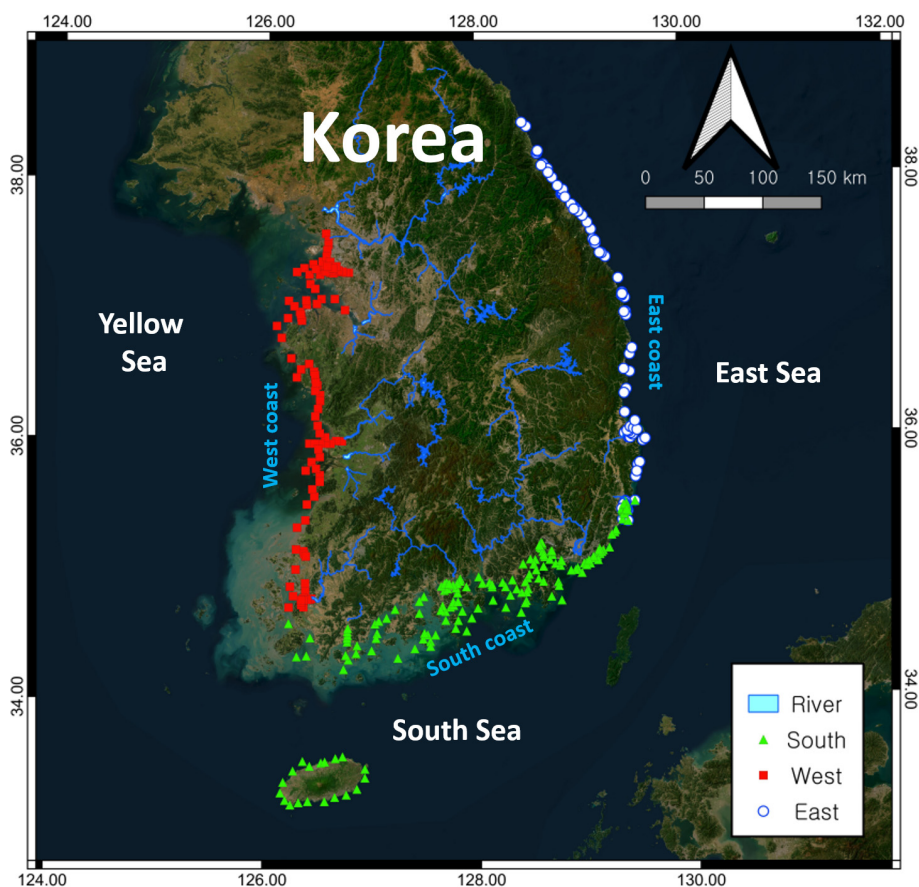 124.00
126.00
128.00
130.00
132.00
Korea
0
50
100
150 km
38.00
38.00
Yellow
Sea
East coast
East Sea
West coast
36.00
36.00
South coast
34.00
34.00
South Sea
River
South
West
East
124.00
126.00
128.00
130.00